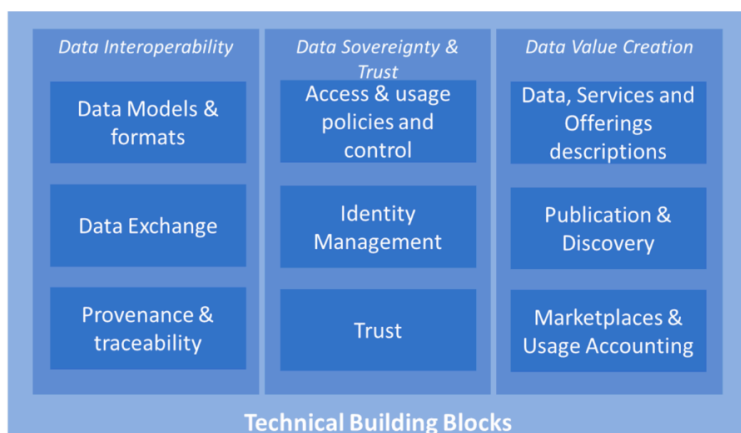 Data Interoperability
Data Models &
formats
Data Exchange
Provenance &
traceability
Data Sovereignty &
Trust
Access & usage
policies and
control
Identity
Management
Trust
Data Value Creation
Data, Services and
Offerings
descriptions
Publication &
Discovery
Marketplaces &
Usage Accounting
Technical Building Blocks